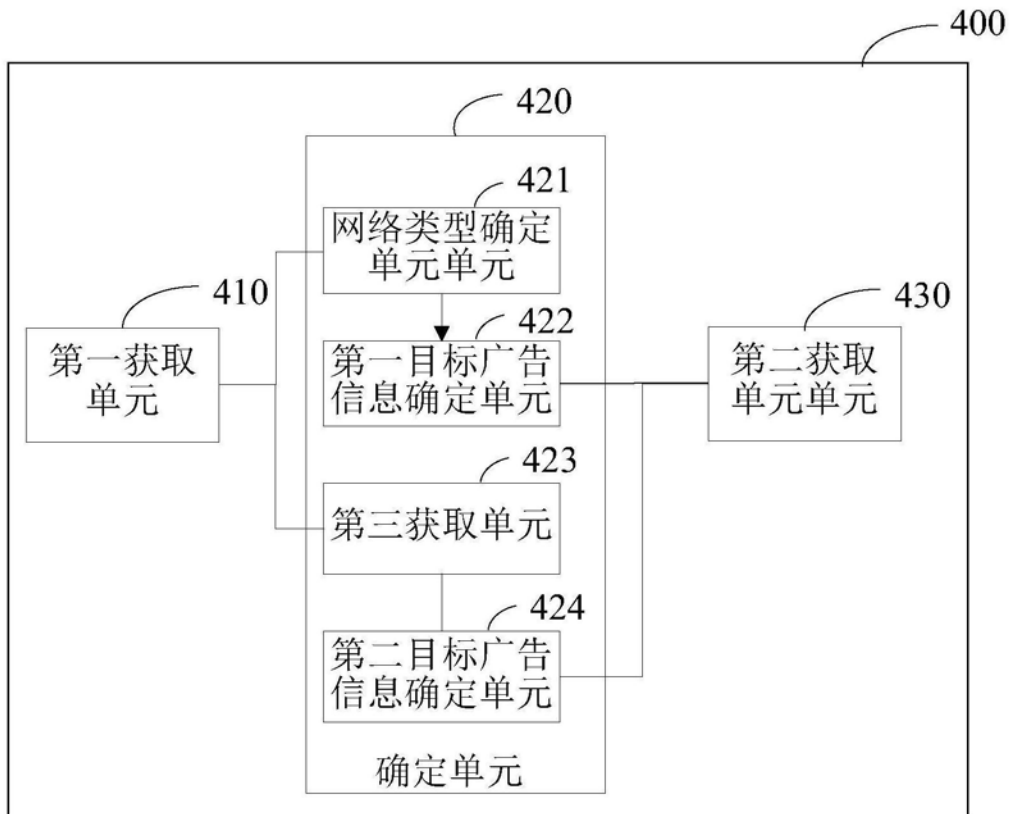 400
420
421
网络类型确定
单元单元
410
第一获取
单元
422
第一目标广告
信息确定单元
430
第二获取
单元单元
423
第三获取单元
424
第二目标广告
信息确定单元
确定单元